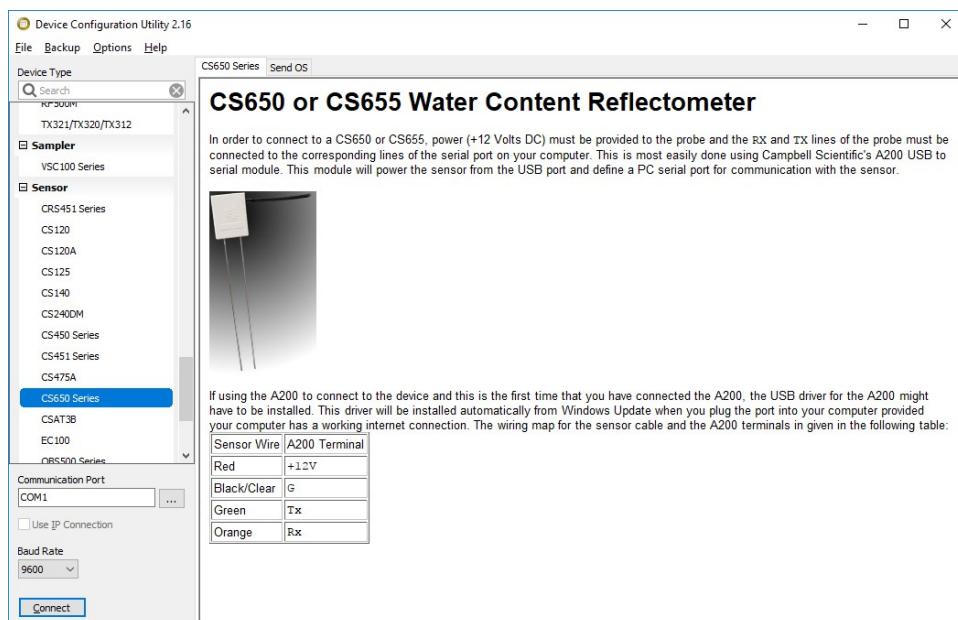 Device Configuration Utility 2.16
File Backup Options Help
Device Type
Search
RF500M
TX321/TX320/TX312
Sampler
VSC100 Series
Sensor
CRS451 Series
CS120
CS120A
CS125
CS140
CS240DM
CS450 Series
CS451 Series
CS475A
CS650 Series
CSAT3B
EC100
OBS500 Series
Communication Port
COM1
...
Use IP Connection
Baud Rate
9600
Connect
CS650 Series Send OS
CS650 or CS655 Water Content Reflectometer
In order to connect to a CS650 or CS655, power (+12 Volts DC) must be provided to the probe and the RX and TX lines of the probe must be
connected to the corresponding lines of the serial port on your computer. This is most easily done using Campbell Scientific's A200 USB to
serial module. This module will power the sensor from the USB port and define a PC serial port for communication with the sensor.
If using the A200 to connect to the device and this is the first time that you have connected the A200, the USB driver for the A200 might
have to be installed. This driver will be installed automatically from Windows Update when you plug the port into your computer provided
your computer has a working internet connection. The wiring map for the sensor cable and the A200 terminals in given in the following table:
Sensor Wire A200 Terminal
Red +12V
Black/Clear G
Green Tx
Orange Rx